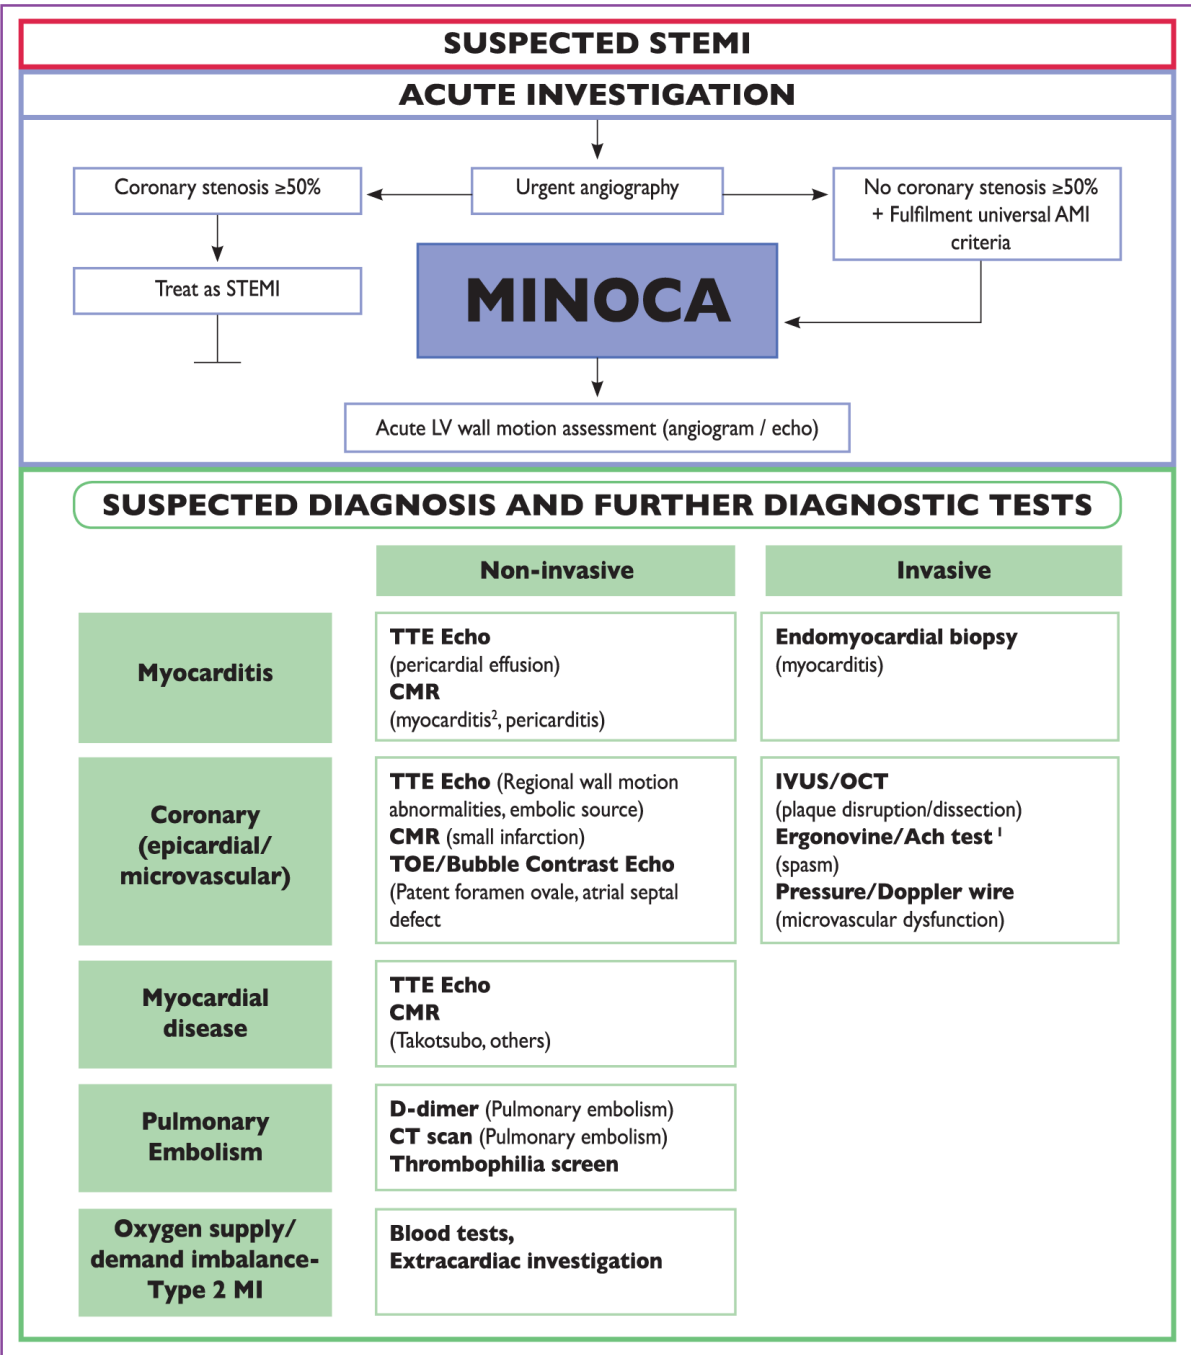 SUSPECTED STEMI
ACUTE INVESTIGATION
Coronary stenosis ≥50%
Urgent angiography
No coronary stenosis ≥50%
+ Fulfilment universal AMI
criteria
Treat as STEMI
MINOCA
Acute LV wall motion assessment (angiogram / echo)
SUSPECTED DIAGNOSIS AND FURTHER DIAGNOSTIC TESTS
Non-invasive
Invasive
Myocarditis
TTE Echo
(pericardial effusion)
CMR
(myocarditis², pericarditis)
Endomyocardial biopsy
(myocarditis)
Coronary
(epicardial/
microvascular)
TTE Echo (Regional wall motion
abnormalities, embolic source)
CMR (small infarction)
TOE/Bubble Contrast Echo
(Patent foramen ovale, atrial septal
defect
IVUS/OCT
(plaque disruption/dissection)
Ergonovine/Ach test ¹
(spasm)
Pressure/Doppler wire
(microvascular dysfunction)
Myocardial
disease
TTE Echo
CMR
(Takotsubo, others)
Pulmonary
Embolism
D-dimer (Pulmonary embolism)
CT scan (Pulmonary embolism)
Thrombophilia screen
Oxygen supply/
demand imbalance-
Type 2 MI
Blood tests,
Extracardiac investigation